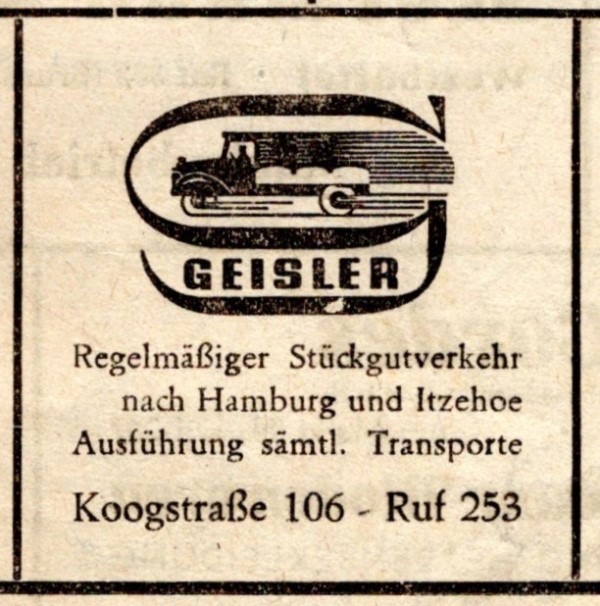 GEISLER
Regelmäßiger Stückgutverkehr
nach Hamburg und Itzehoe
Ausführung sämtl. Transporte
Koogstraße 106 - Ruf 253